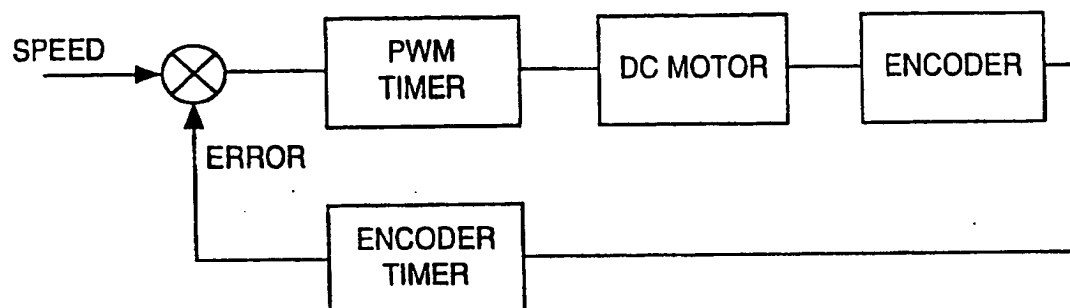 SPEED
PWM
TIMER
DC MOTOR
ENCODER
ERROR
ENCODER
TIMER